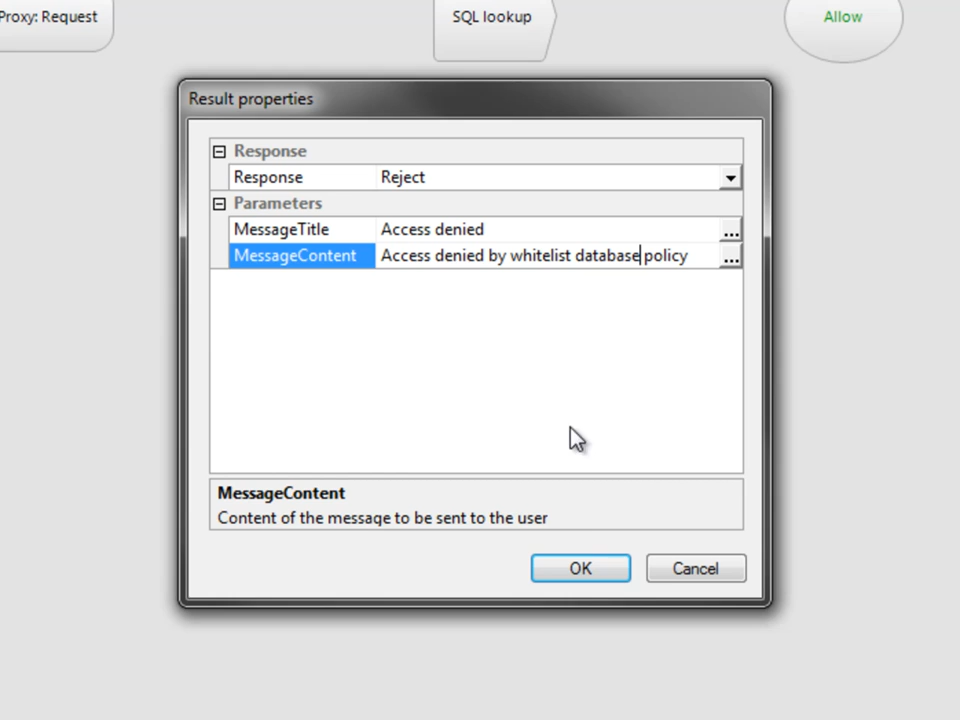 Proxy: Request
SQL lookup
Allow
Result properties
Response
Response Reject
Parameters
MessageTitle Access denied ...
MessageContent Access denied by whitelist database policy ...
MessageContent
Content of the message to be sent to the user
OK Cancel